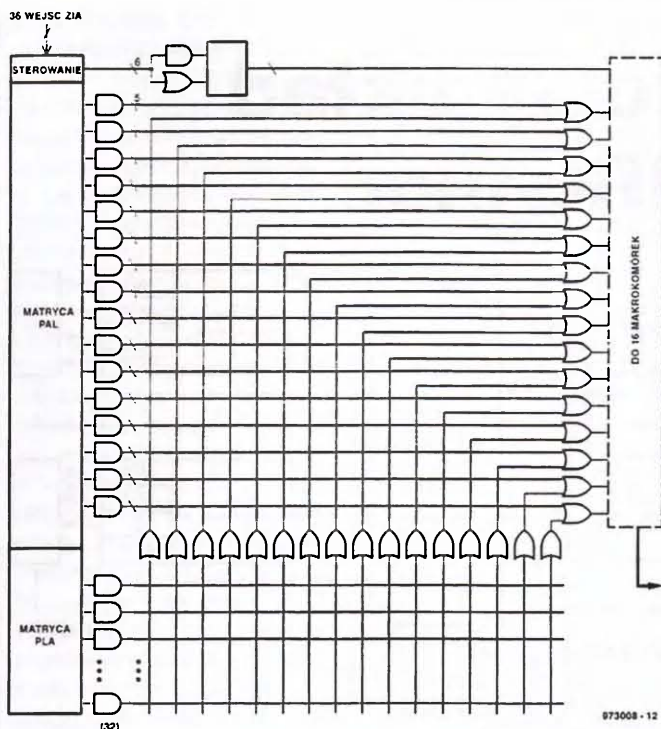 36 WEJSC ZIA
STEROWANIE
6
5
MATRYCA
PAL
DO 16 MAKROKOMÓREK
MATRYCA
PLA
(32)
973008 - 12